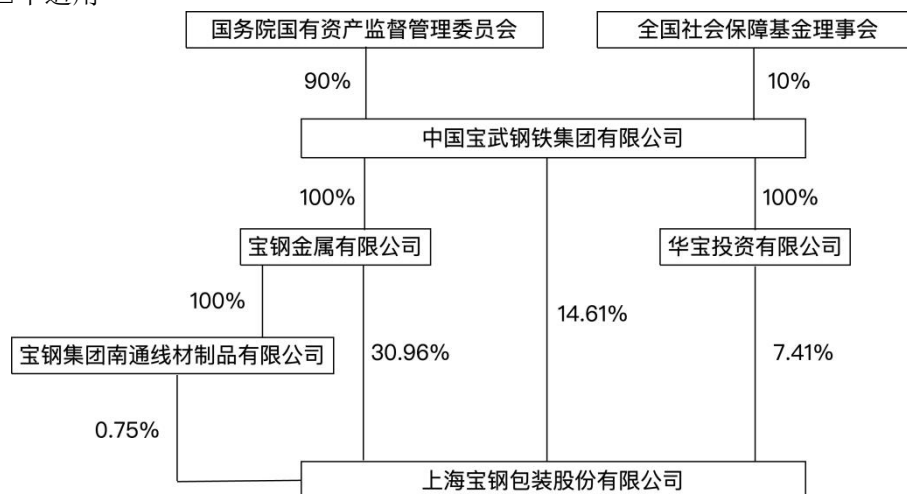 国务院国有资产监督管理委员会
全国社会保障基金理事会
90%
10%
中国宝武钢铁集团有限公司
100%
100%
宝钢金属有限公司
华宝投资有限公司
100%
14.61%
宝钢集团南通线材制品有限公司
30.96%
7.41%
0.75%
上海宝钢包装股份有限公司